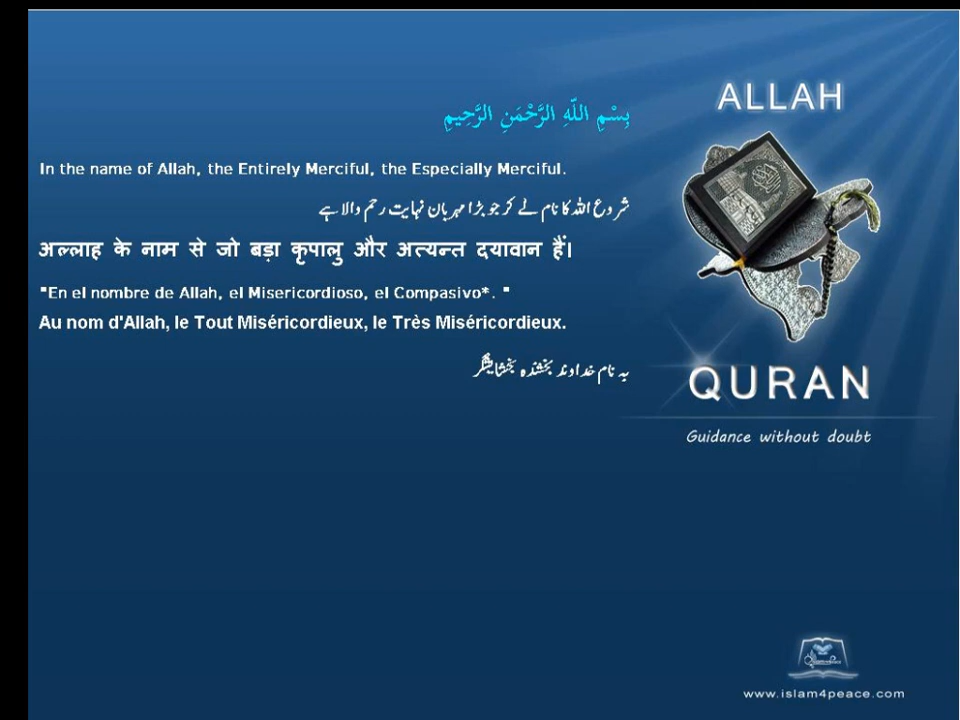 بِسْمِ اللّهِ الرَّحْمَنِ الرَّحِيمِ
In the name of Allah, the Entirely Merciful, the Especially Merciful.
شروع الله کا نام لے کر جو بڑا مہربان نہایت رحم والا ہے
अल्लाह के नाम से जो बड़ा कृपालु और अत्यन्त दयावान हैं।
"En el nombre de Allah, el Misericordioso, el Compasivo*. "
Au nom d'Allah, le Tout Miséricordieux, le Très Miséricordieux.
به نام خداوند بخشنده بخشایشگر
ALLAH
QURAN
Guidance without doubt
www.islam4peace.com